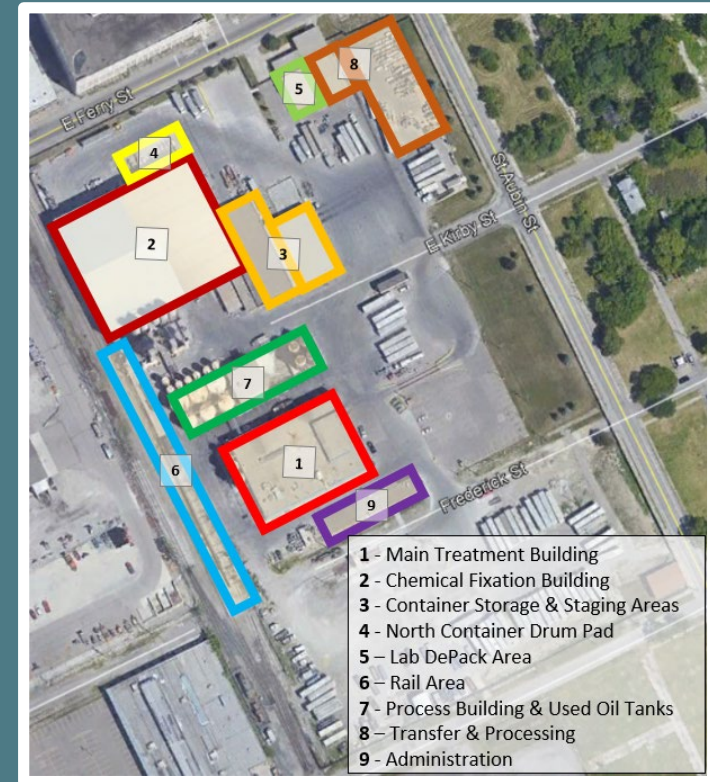 E Ferry St
8
5
4
St Aubin St
2
E Kirby St
3
7
1
6
9
Frederick St
1 - Main Treatment Building
2 - Chemical Fixation Building
3 - Container Storage & Staging Areas
4 - North Container Drum Pad
5 – Lab DePack Area
6 – Rail Area
7 - Process Building & Used Oil Tanks
8 – Transfer & Processing
9 - Administration